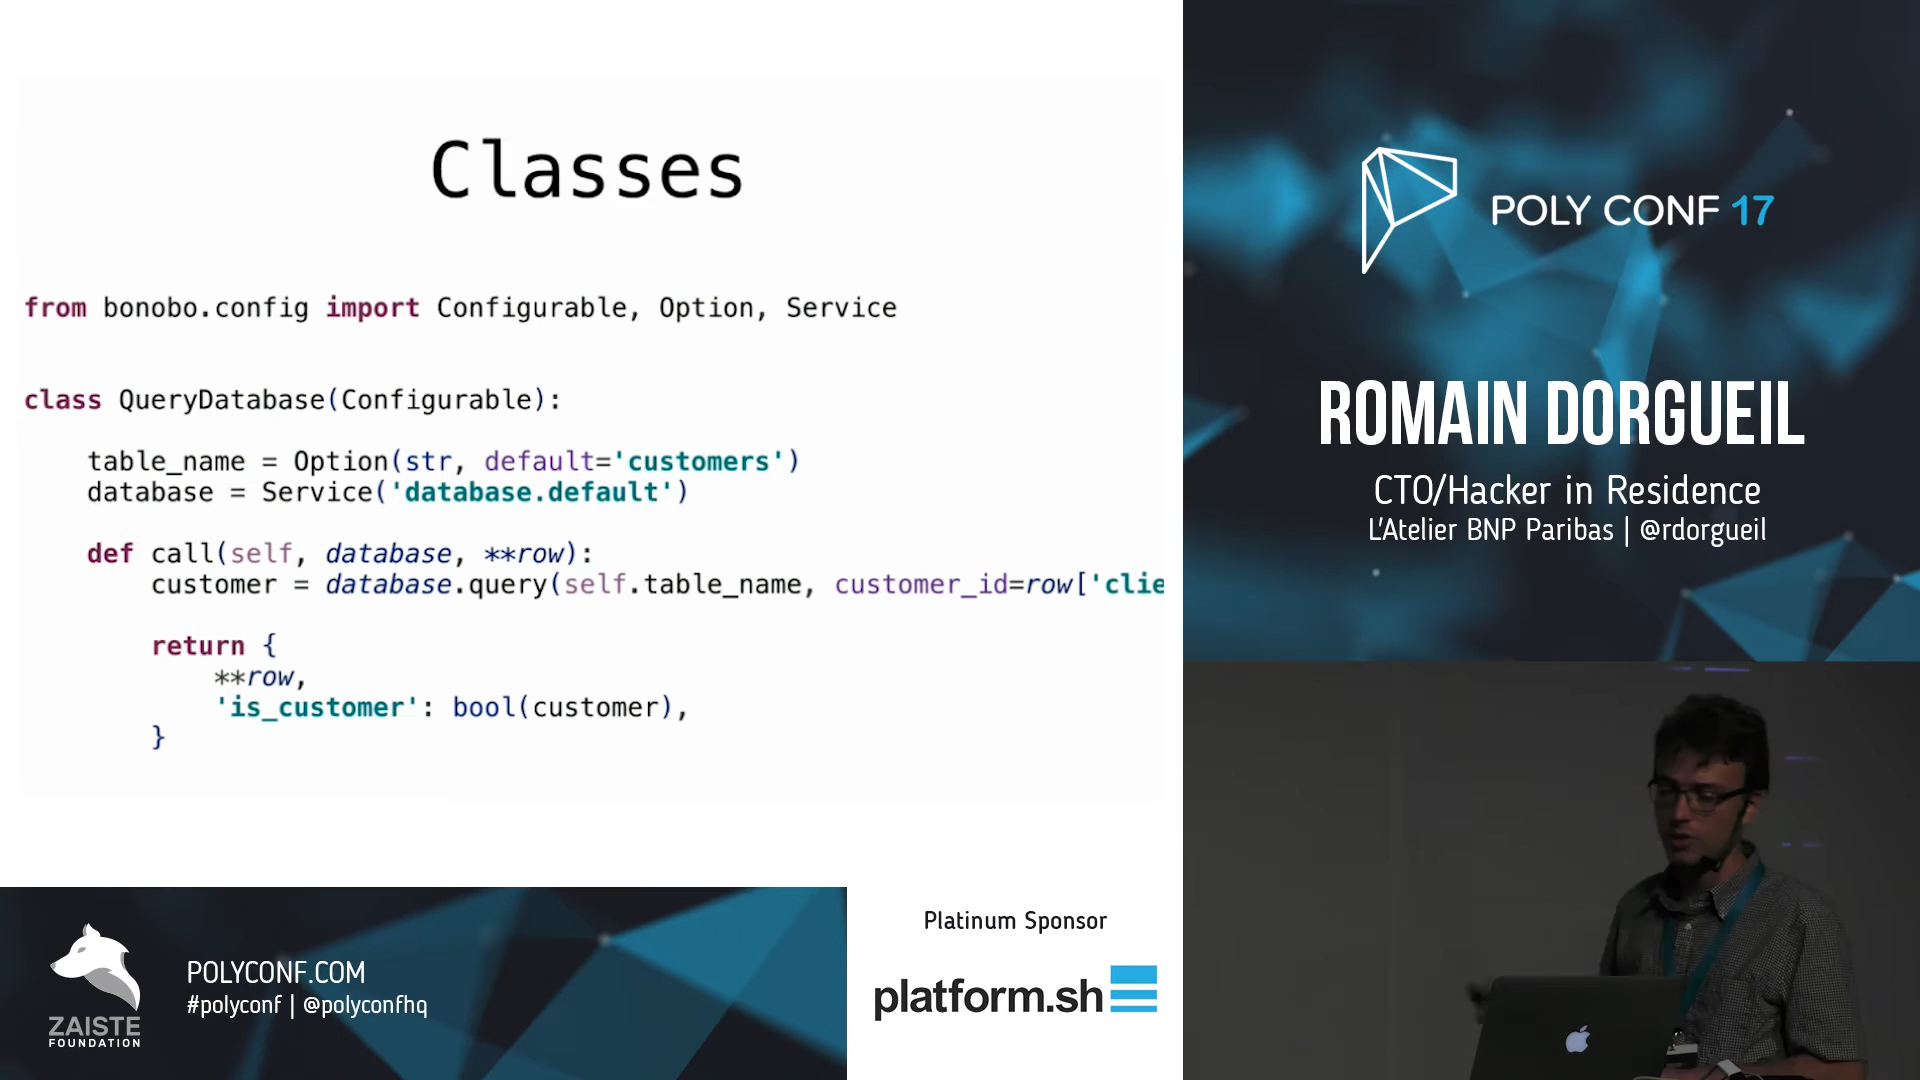 Classes
from bonobo.config import Configurable, Option, Service
class QueryDatabase(Configurable):
table_name = Option(str, default='customers')
database = Service('database.default')
def call(self, database, **row):
customer = database.query(self.table_name, customer_id=row['clie
return {
**row,
'is_customer': bool(customer),
}
POLY CONF 17
ROMAIN DORGUEIL
CTO/Hacker in Residence
L'Atelier BNP Paribas | @rdorgueil
ZAISTE
FOUNDATION
POLYCONF.COM
#polyconf | @polyconfhq
Platinum Sponsor
platform.sh